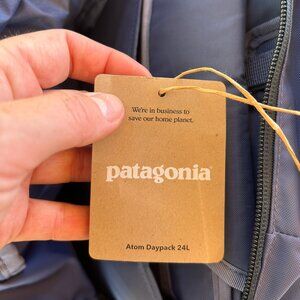 We're in business to
save our home planet.
patagonia
Atom Daypack 24L